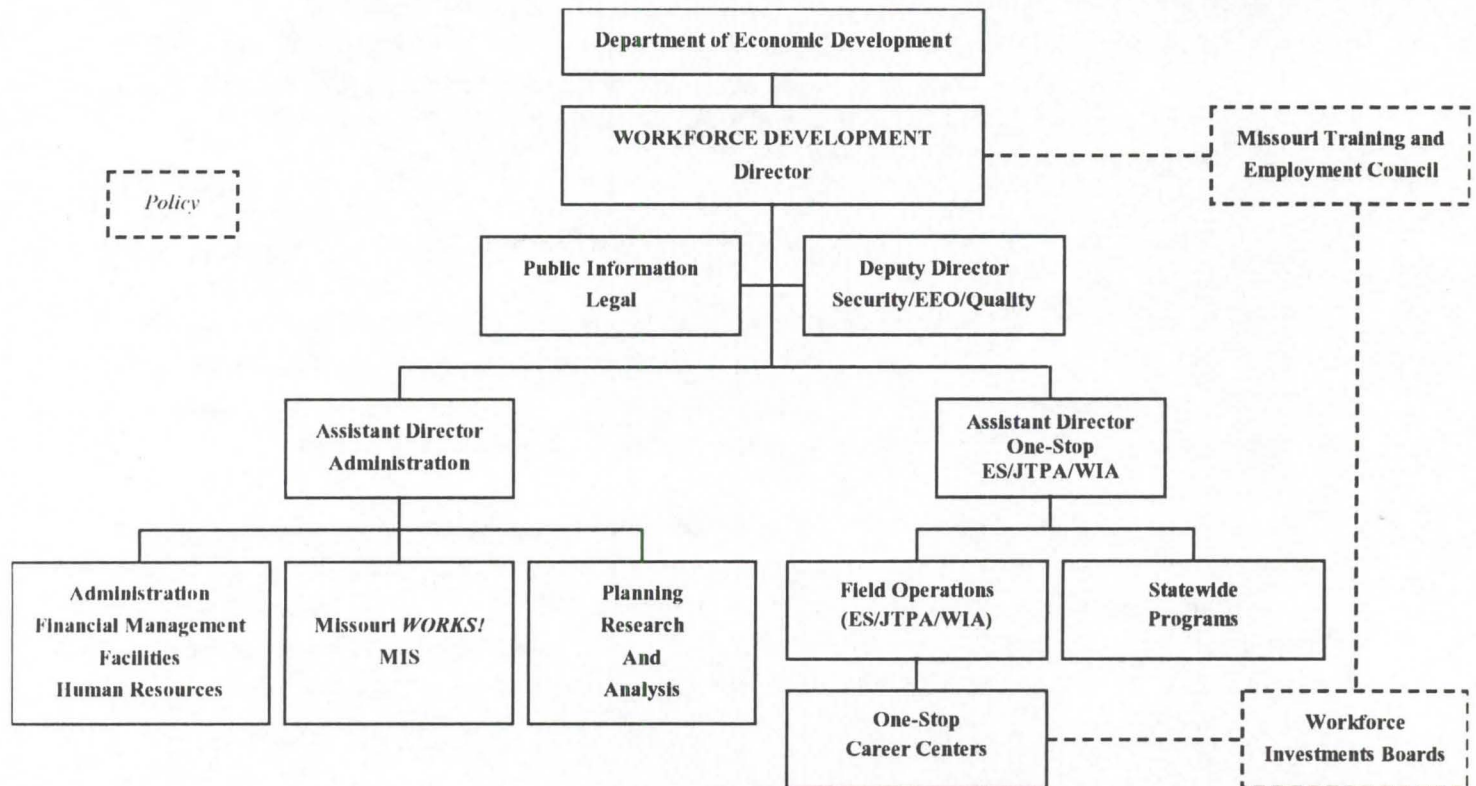 Department of Economic Development
WORKFORCE DEVELOPMENT
Director
Missouri Training and
Employment Council
Policy
Public Information
Legal
Deputy Director
Security/EEO/Quality
Assistant Director
Administration
Assistant Director
One-Stop
ES/JTPA/WIA
Administration
Financial Management
Facilities
Human Resources
Missouri WORKS!
MIS
Planning
Research
And
Analysis
Field Operations
(ES/JTPA/WIA)
Statewide
Programs
One-Stop
Career Centers
Workforce
Investments Boards